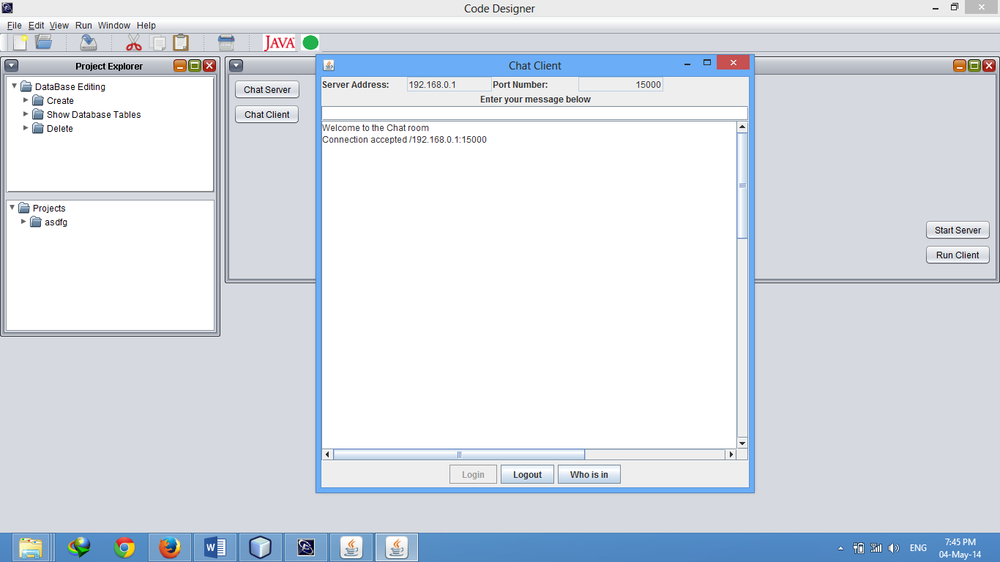 Code Designer
File Edit View Run Window Help
JAVA
Project Explorer
DataBase Editing
Create
Show Database Tables
Delete
Projects
asdfg
Chat Server
Chat Client
Chat Client
Server Address: 192.168.0.1 Port Number: 15000
Enter your message below
Welcome to the Chat room
Connection accepted /192.168.0.1:15000
Login Logout Who is in
Start Server
Run Client
ENG
7:45 PM
04-May-14